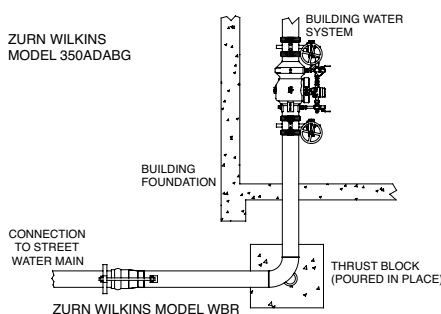 ZURN WILKINS
MODEL 350ADABG
BUILDING WATER
SYSTEM
BUILDING
FOUNDATION
CONNECTION
TO STREET
WATER MAIN
THRUST BLOCK
(POURED IN PLACE)
ZURN WILKINS MODEL WBR